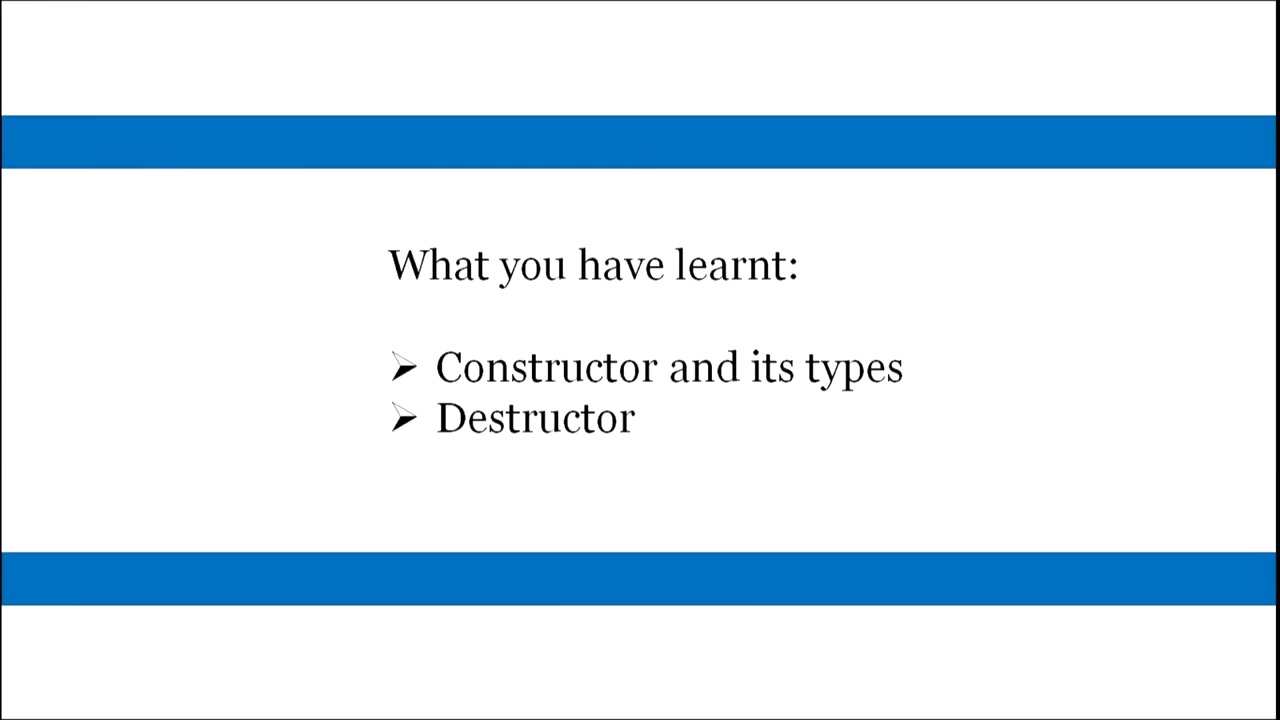 What you have learnt:
➢ Constructor and its types
➢ Destructor